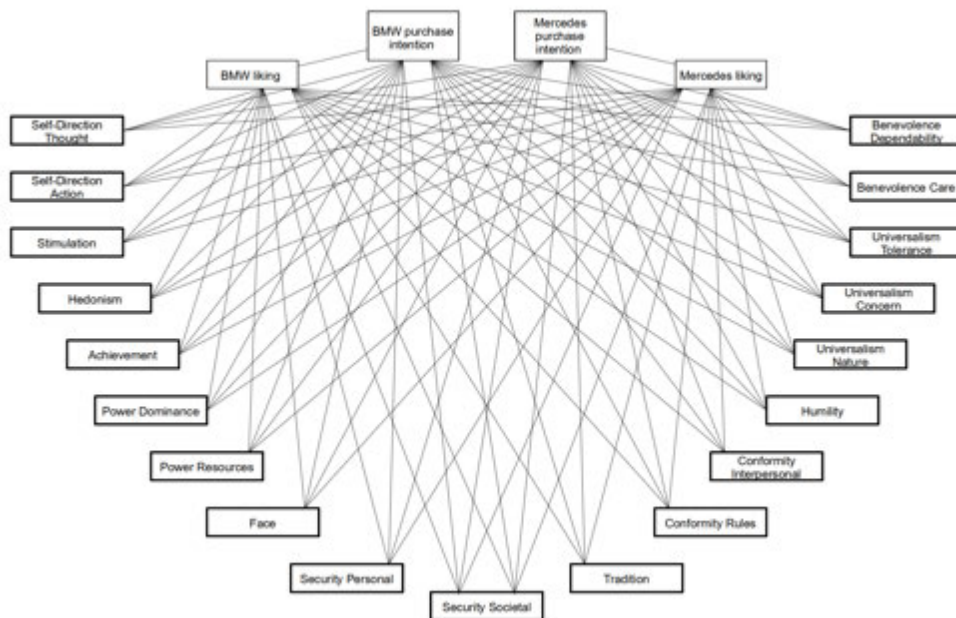 BMW purchase
intention
Mercedes
purchase
intention
BMW liking
Mercedes liking
Self-Direction
Thought
Benevolence
Dependability
Self-Direction
Action
Benevolence Care
Stimulation
Universalism
Tolerance
Hedonism
Universalism
Concern
Achievement
Universalism
Nature
Power Dominance
Humility
Power Resources
Conformity
Interpersonal
Face
Conformity Rules
Security Personal
Tradition
Security Societal